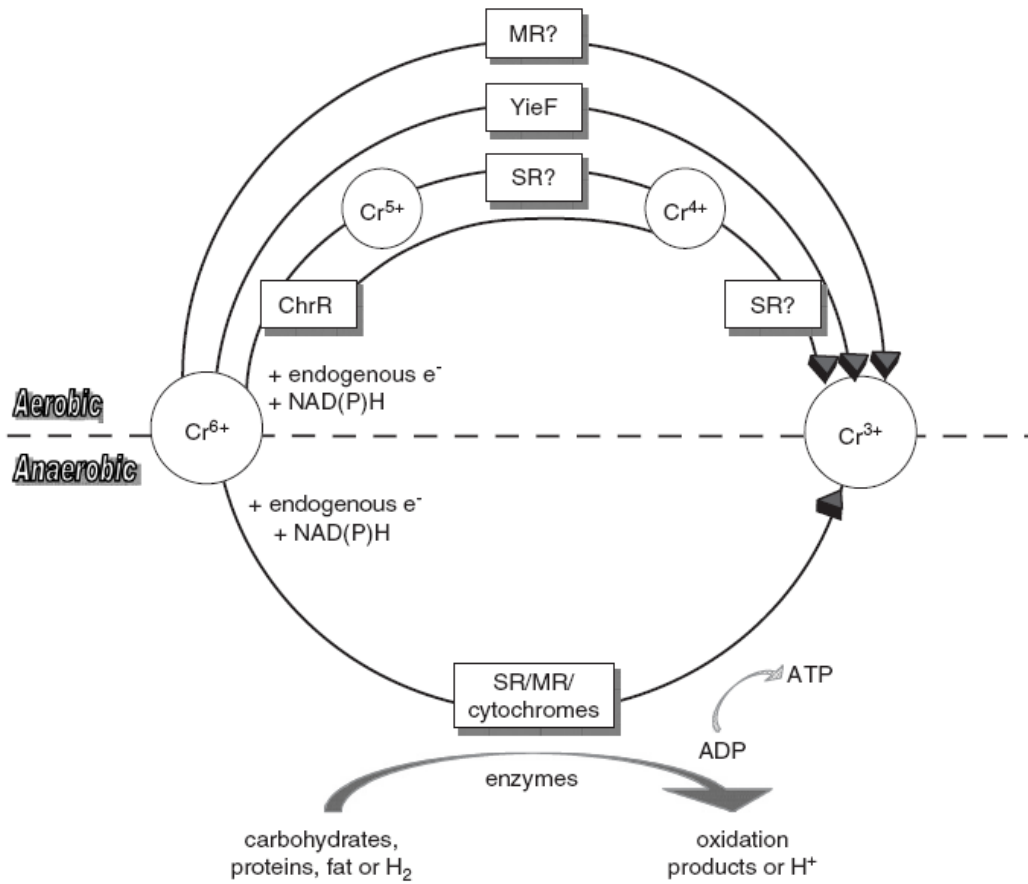 MR?
YieF
SR?
Cr⁵⁺
Cr⁴⁺
ChrR
SR?
+ endogenous e⁻
+ NAD(P)H
Aerobic
Cr⁶⁺
Cr³⁺
Anaerobic
+ endogenous e⁻
+ NAD(P)H
SR/MR/
cytochromes
ATP
ADP
enzymes
carbohydrates,
proteins, fat or H₂
oxidation
products or H⁺